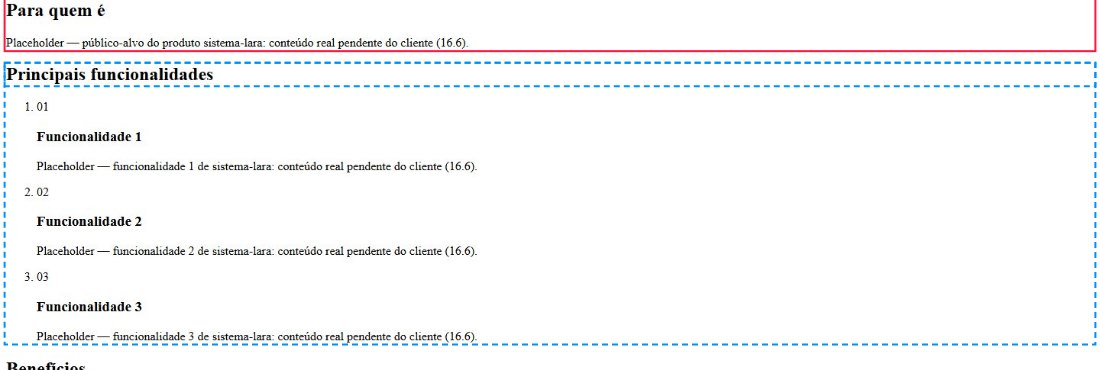 Para quem é
Placeholder — público-alvo do produto sistema-lara: conteúdo real pendente do cliente (16.6).
Principais funcionalidades
1. 01
Funcionalidade 1
Placeholder — funcionalidade 1 de sistema-lara: conteúdo real pendente do cliente (16.6).
2. 02
Funcionalidade 2
Placeholder — funcionalidade 2 de sistema-lara: conteúdo real pendente do cliente (16.6).
3. 03
Funcionalidade 3
Placeholder — funcionalidade 3 de sistema-lara: conteúdo real pendente do cliente (16.6).
Benefícios